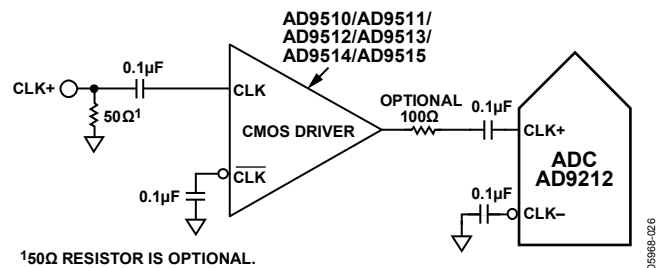 AD9510/AD9511/
AD9512/AD9513/
AD9514/AD9515
CLK+
0.1µF
50Ω¹
CLK
CMOS DRIVER
CLK
0.1µF
OPTIONAL
100Ω
0.1µF
CLK+
ADC
AD9212
0.1µF
CLK–
¹50Ω RESISTOR IS OPTIONAL.
05968-026